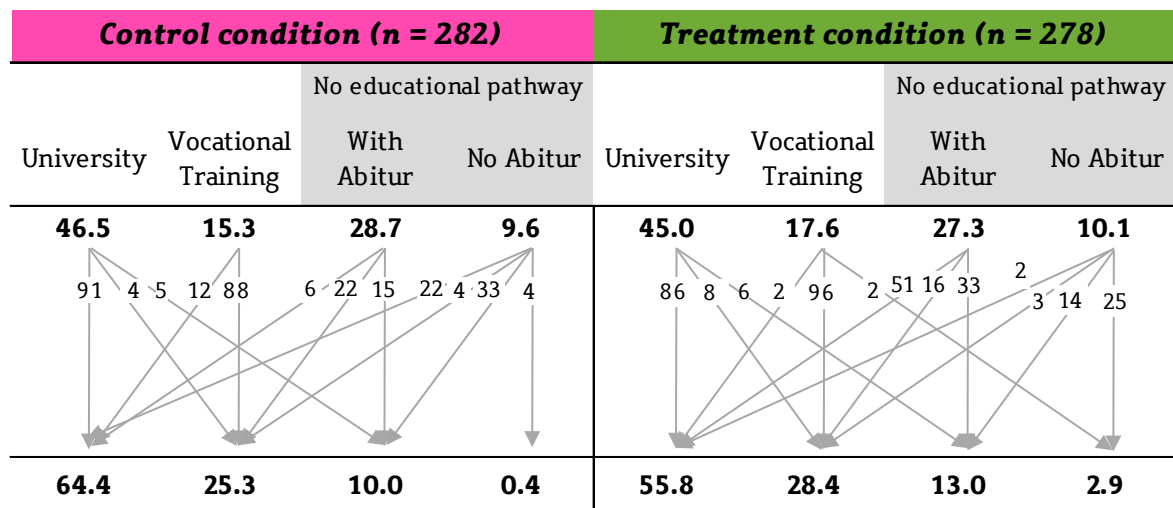 Control condition (n = 282) Treatment condition (n = 278)
No educational pathway No educational pathway
University Vocational Training With Abitur No Abitur University Vocational Training With Abitur No Abitur
46.5 15.3 28.7 9.6 45.0 17.6 27.3 10.1
91 4 5 12 88 6 22 15 22 4 33 4 86 8 6 2 96 2 51 16 33 2 3 14 25
64.4 25.3 10.0 0.4 55.8 28.4 13.0 2.9